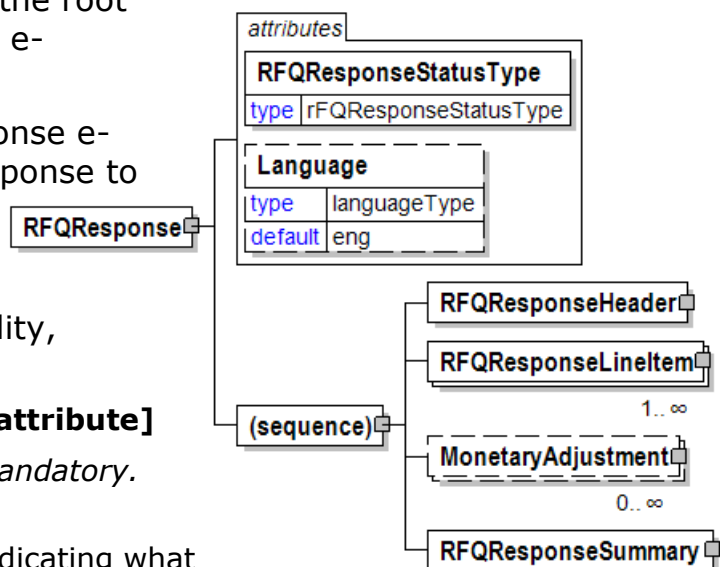 the root
e-
onse e-
ponse to
lity,
attribute]
andatory.
dicating what
attributes
RFQResponseStatusType
type rFQResponseStatusType
Language
type languageType
default eng
RFQResponse
(sequence)
RFQResponseHeader
RFQResponseLineItem
1.. ∞
MonetaryAdjustment
0.. ∞
RFQResponseSummary